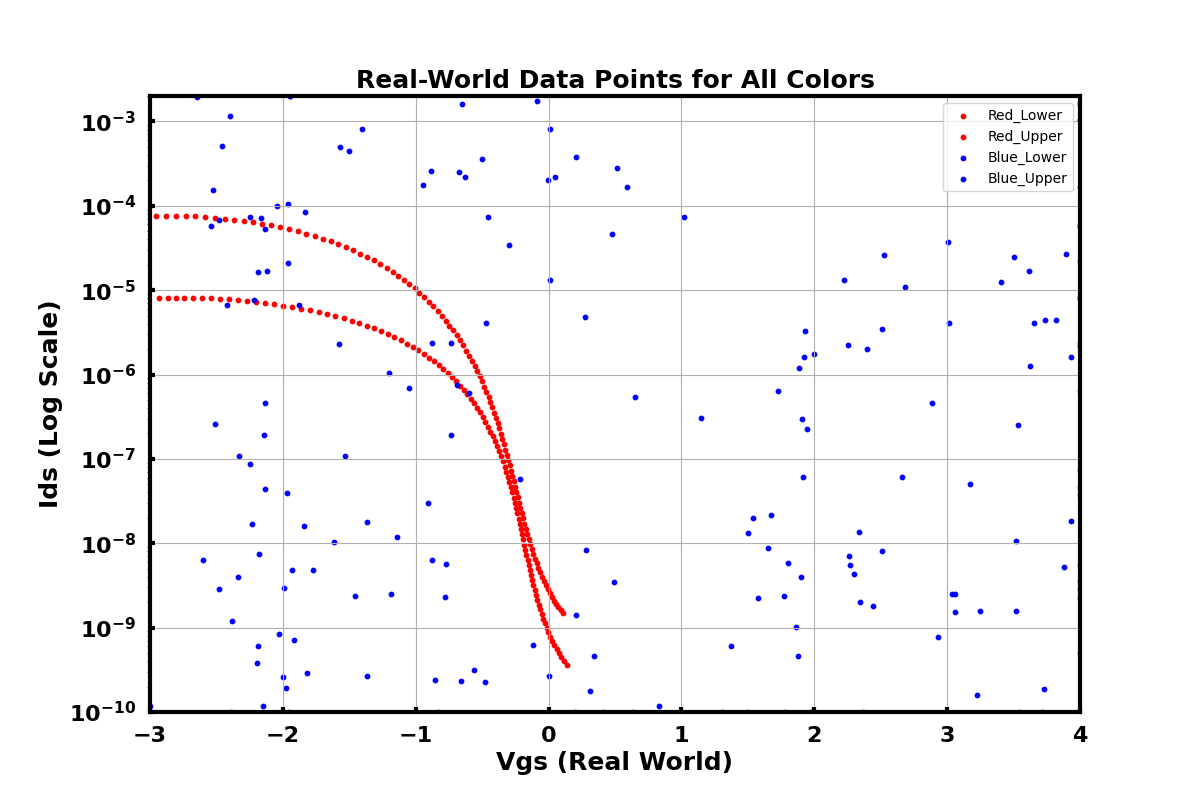 Real-World Data Points for All Colors
Red_Lower
Red_Upper
Blue_Lower
Blue_Upper
Ids (Log Scale)
10⁻³
10⁻⁴
10⁻⁵
10⁻⁶
10⁻⁷
10⁻⁸
10⁻⁹
10⁻¹⁰
−3 −2 −1 0 1 2 3 4
Vgs (Real World)